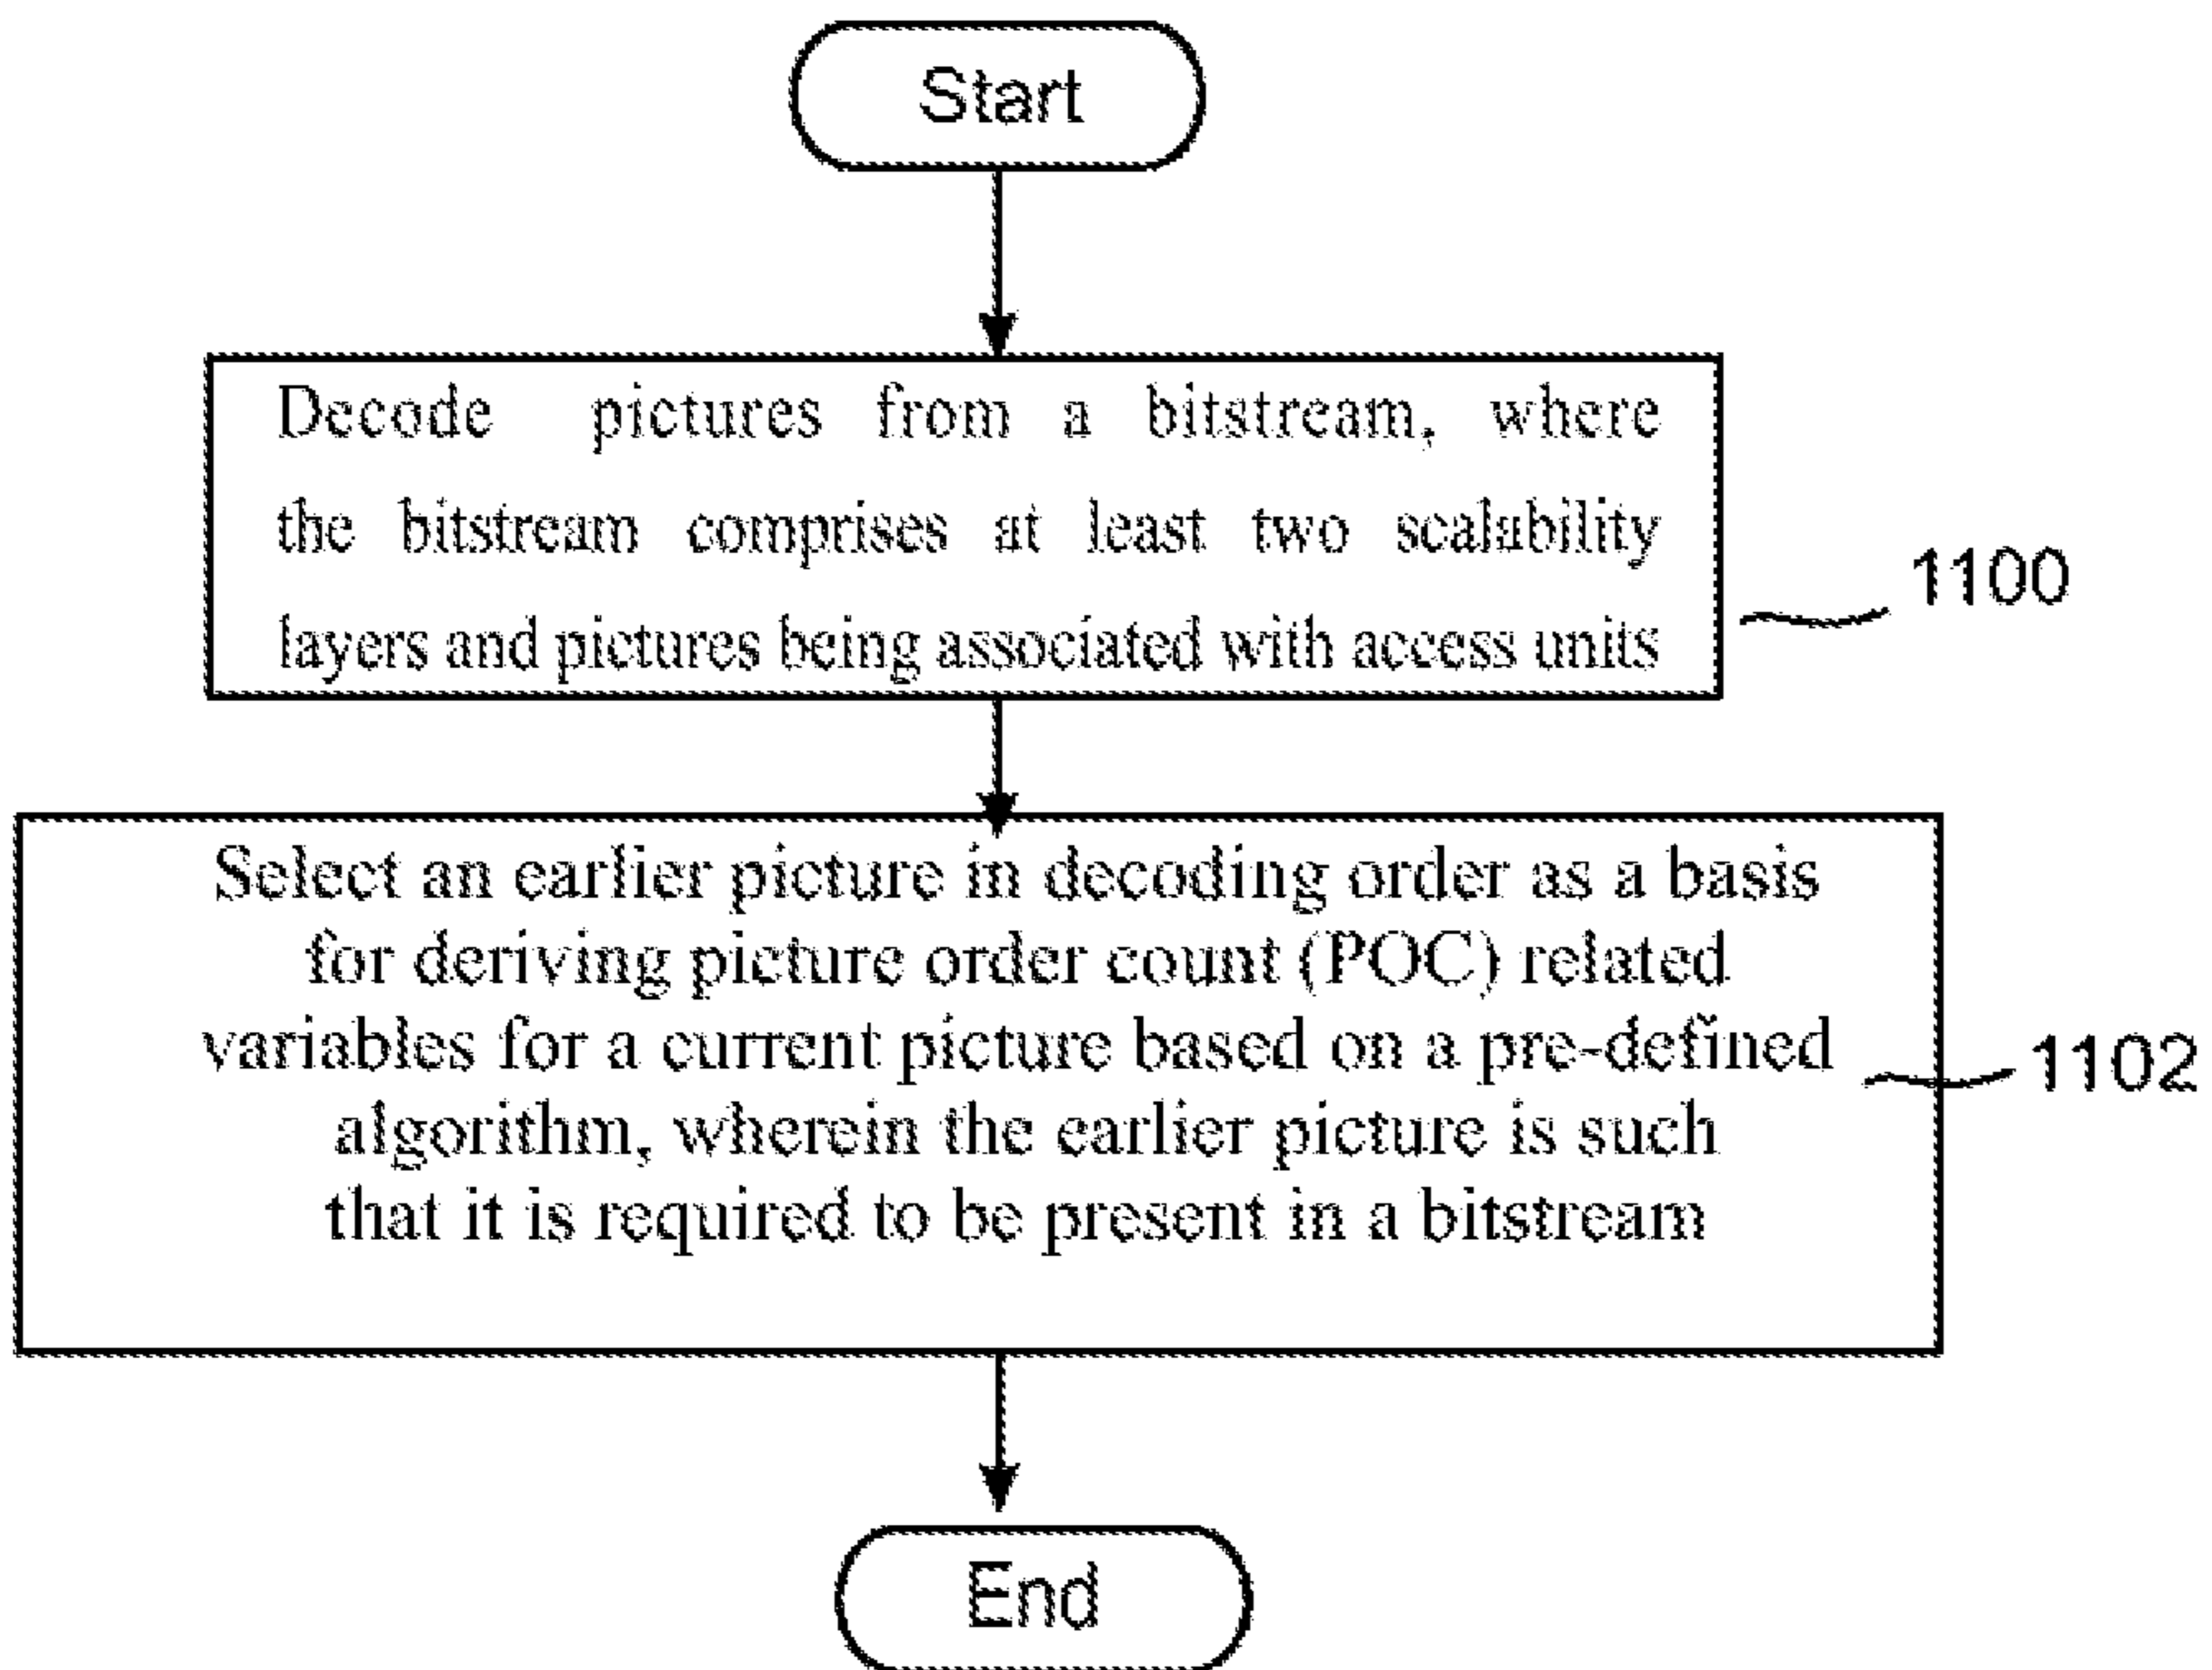 Start
Decode pictures from a bitstream, where
the bitstream comprises at least two scalability
layers and pictures being associated with access units
1100
Select an earlier picture in decoding order as a basis
for deriving picture order count (POC) related
variables for a current picture based on a pre-defined
algorithm, wherein the earlier picture is such
that it is required to be present in a bitstream
1102
End